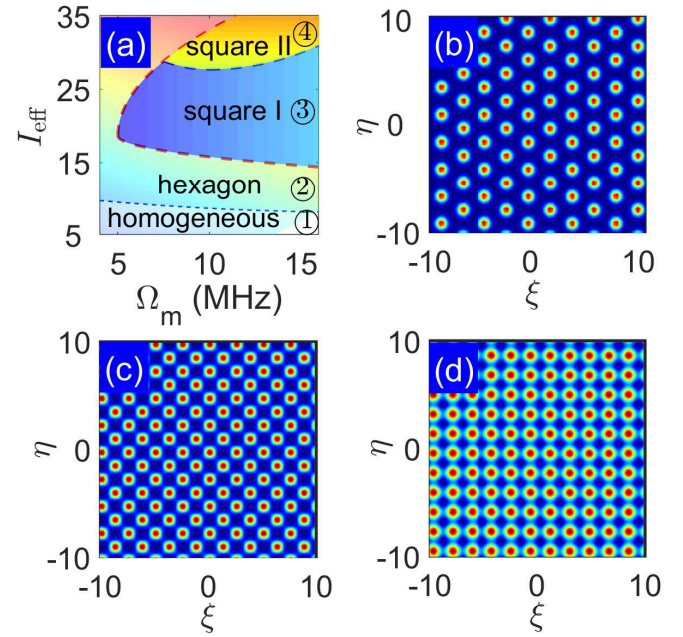 35
25
15
5
I_eff
(a)
square II ④
square I ③
hexagon ②
homogeneous ①
5 10 15
Ω_m (MHz)
(b)
10
0
-10
η
-10 0 10
ξ
(c)
10
0
-10
η
-10 0 10
ξ
(d)
10
0
-10
η
-10 0 10
ξ